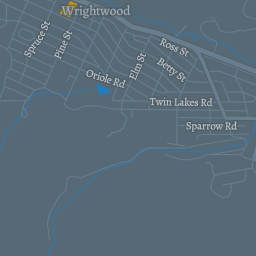 Wrightwood
Spruce St
Pine St
Ross St
Elm St
Betty St
Oriole Rd
Twin Lakes Rd
Sparrow Rd